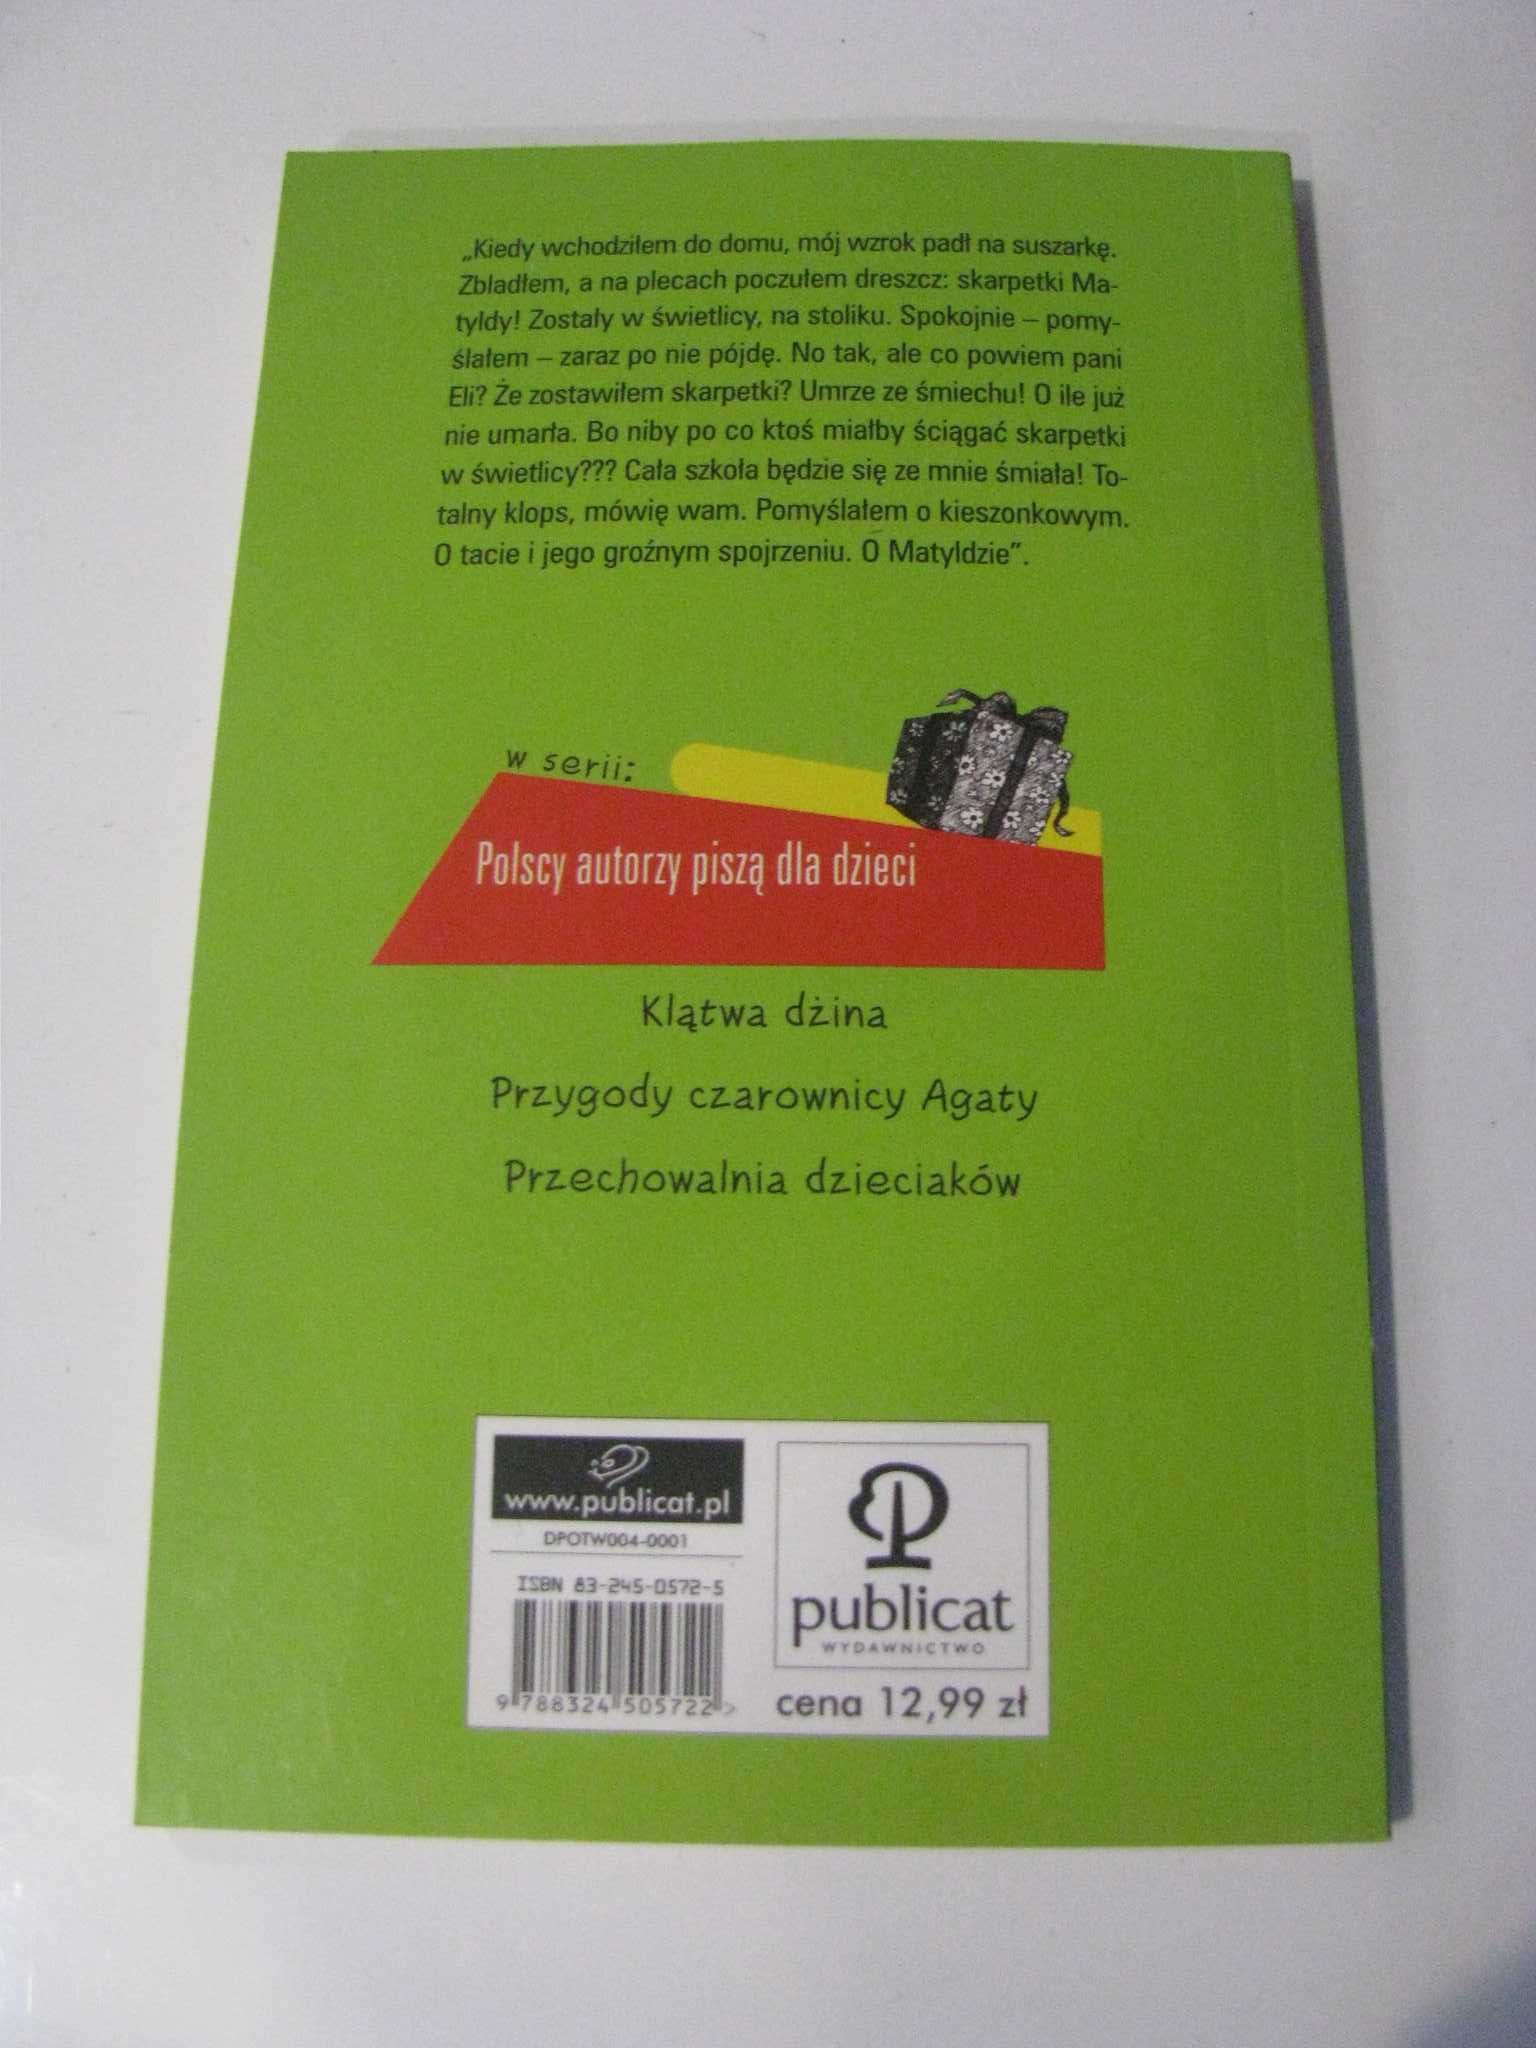 „Kiedy wchodziłem do domu, mój wzrok padł na suszarkę.
Zbladłem, a na plecach poczułem dreszcz: skarpetki Ma-
tyldy! Zostały w świetlicy, na stoliku. Spokojnie – pomy-
ślałem – zaraz po nie pójdę. No tak, ale co powiem pani
Eli? Że zostawiłem skarpetki? Umrze ze śmiechu! O ile już
nie umarła. Bo niby po co ktoś miałby ściągać skarpetki
w świetlicy??? Cała szkoła będzie się ze mnie śmiała! To-
talny klops, mówię wam. Pomyślałem o kieszonkowym.
O tacie i jego groźnym spojrzeniu. O Matyldzie”.
w serii:
Polscy autorzy piszą dla dzieci
Klątwa dżina
Przygody czarownicy Agaty
Przechowalnia dzieciaków
www.publicat.pl
DPOTW004-0001
ISBN 83-245-0572-5
9 788324 505722 >
publicat
WYDAWNICTWO
cena 12,99 zł